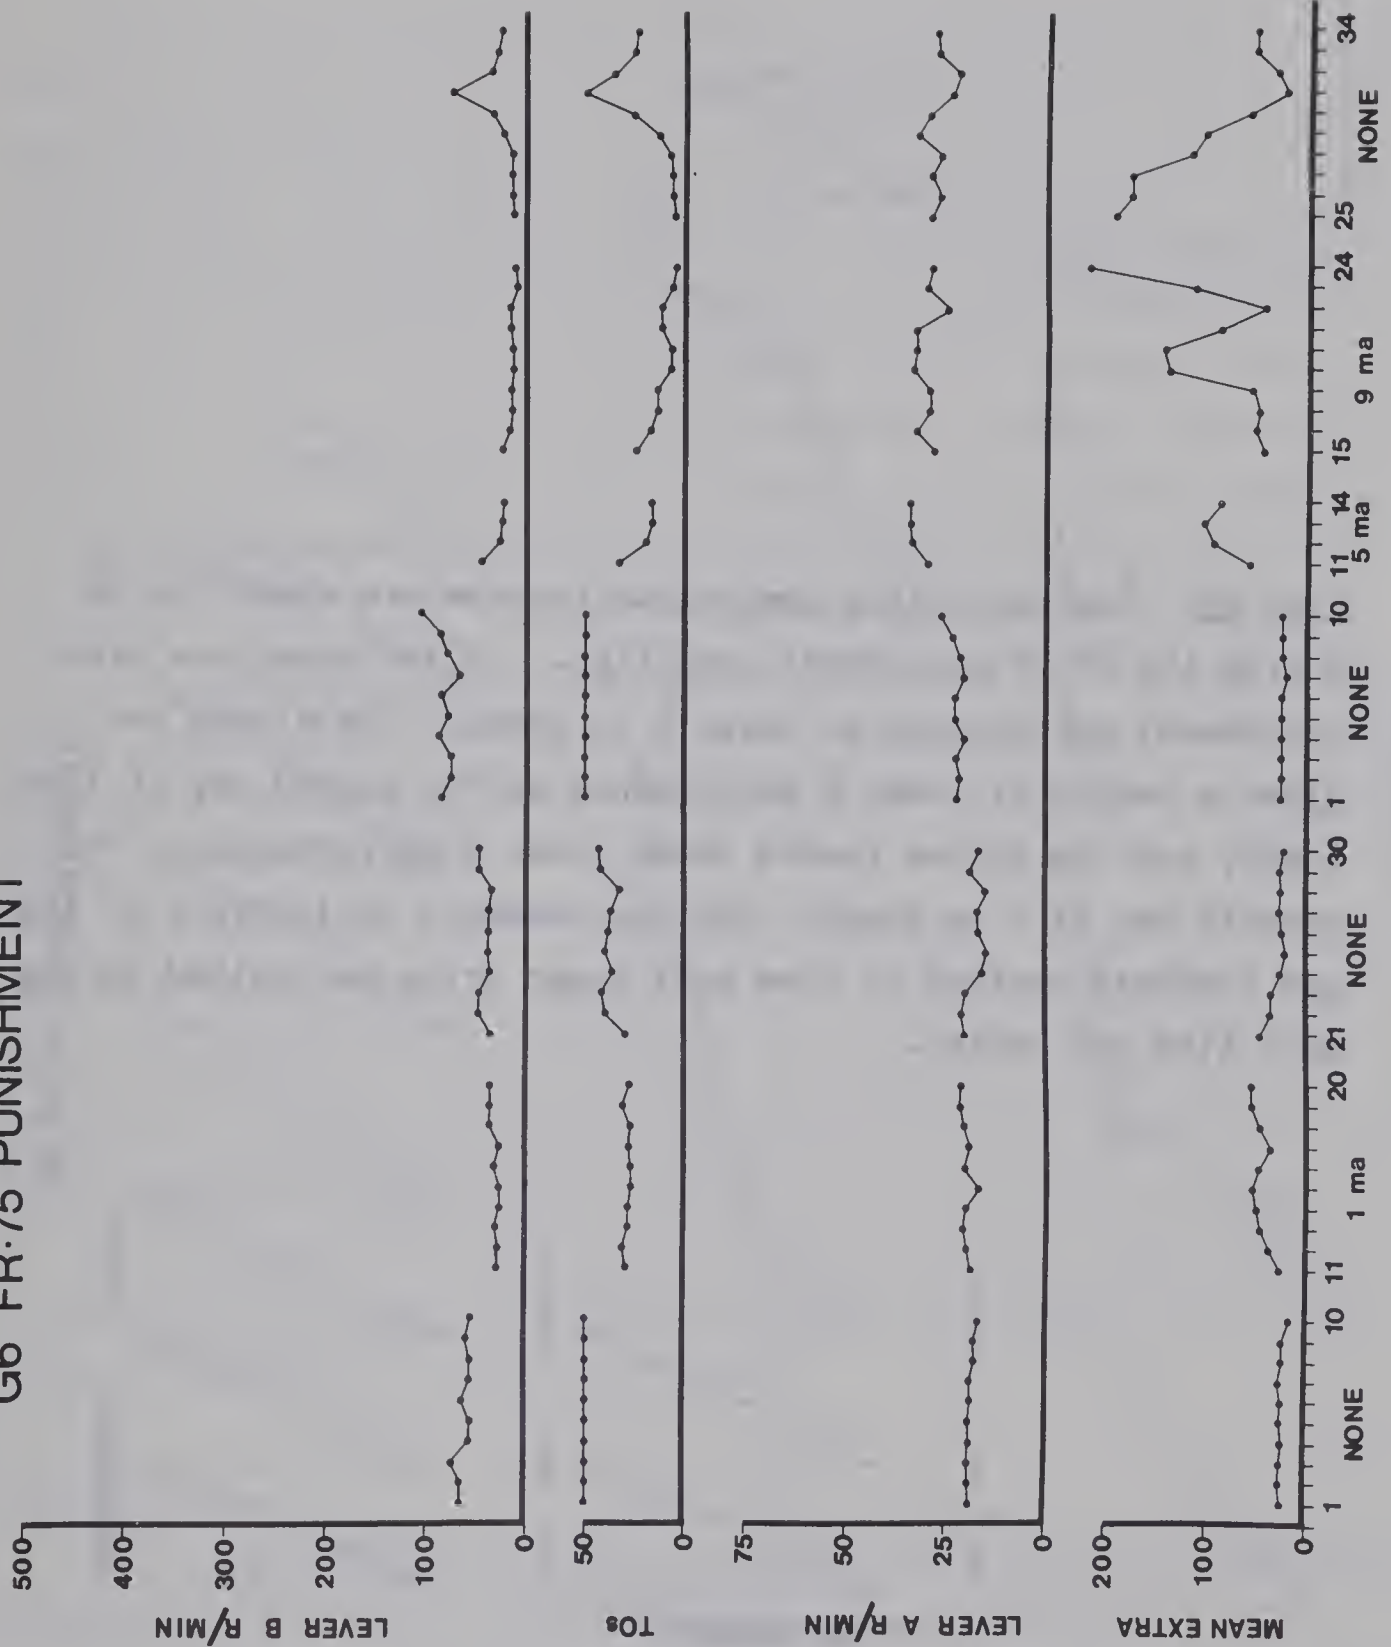 G6 FR·75 PUNISHMENT
LEVER B R/MIN
500
400
300
200
100
0
TOs
50
0
LEVER A R/MIN
75
50
25
0
MEAN EXTRA
200
100
0
1 10 11 20 21 30 1 10 11 14 15 24 25 34
NONE 1 ma NONE NONE 5 ma 9 ma NONE